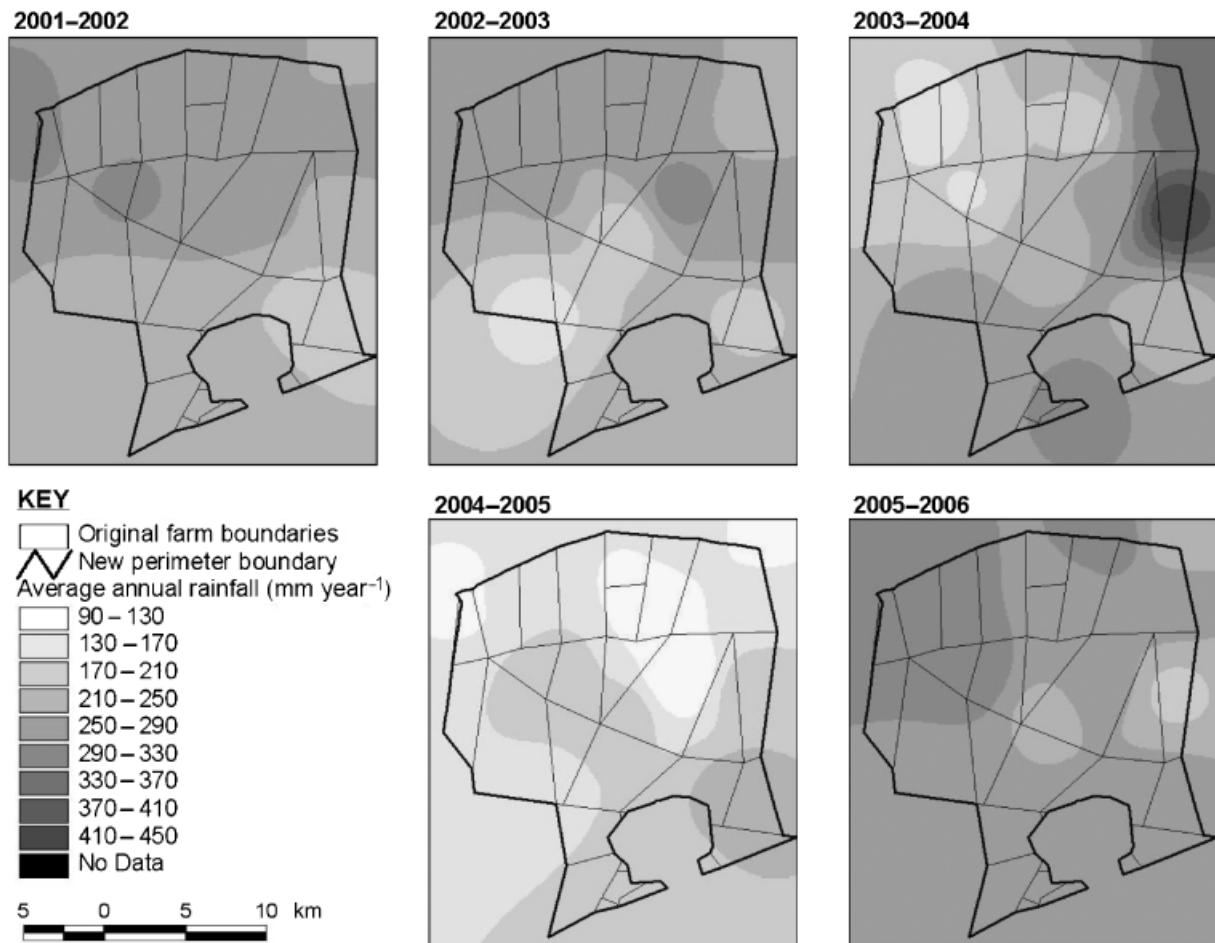 2001–2002
2002–2003
2003–2004
KEY
Original farm boundaries
New perimeter boundary
Average annual rainfall (mm year⁻¹)
90–130
130–170
170–210
210–250
250–290
290–330
330–370
370–410
410–450
No Data
5 0 5 10 km
2004–2005
2005–2006